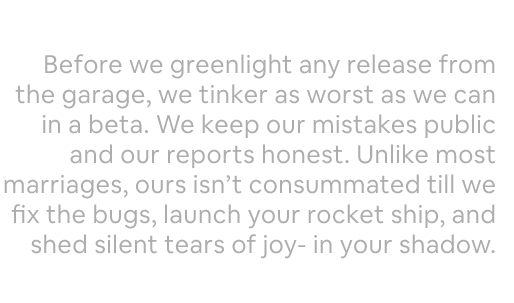 Before we greenlight any release from
the garage, we tinker as worst as we can
in a beta. We keep our mistakes public
and our reports honest. Unlike most
marriages, ours isn’t consummated till we
fix the bugs, launch your rocket ship, and
shed silent tears of joy- in your shadow.